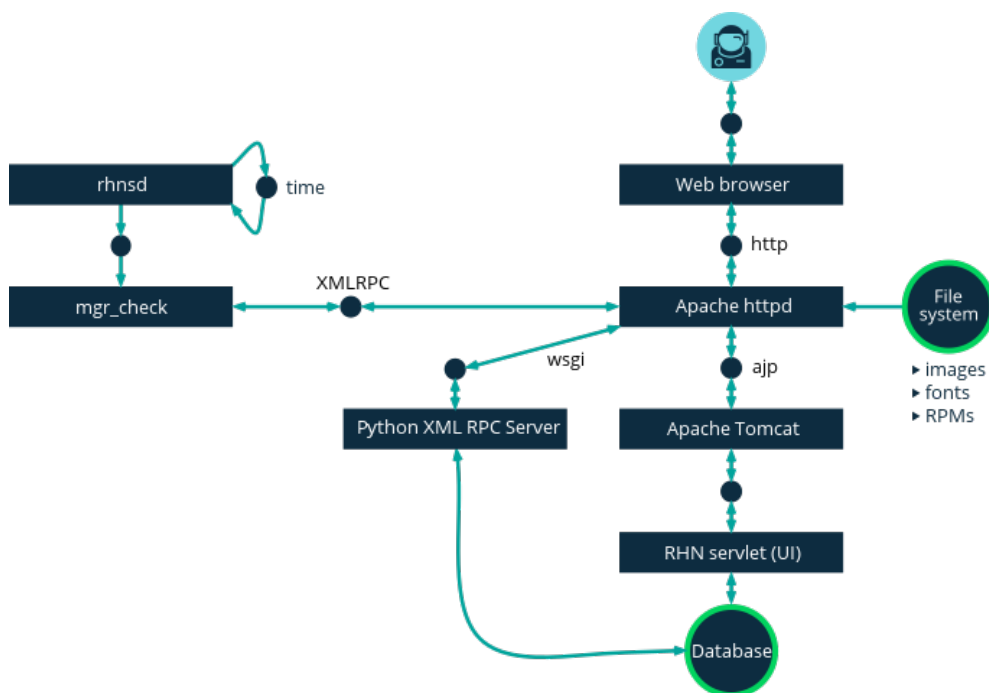 rhnsd
time
Web browser
http
XMLRPC
mgr_check
Apache httpd
File
system
wsgi
ajp
images
fonts
RPMs
Python XML RPC Server
Apache Tomcat
RHN servlet (UI)
Database